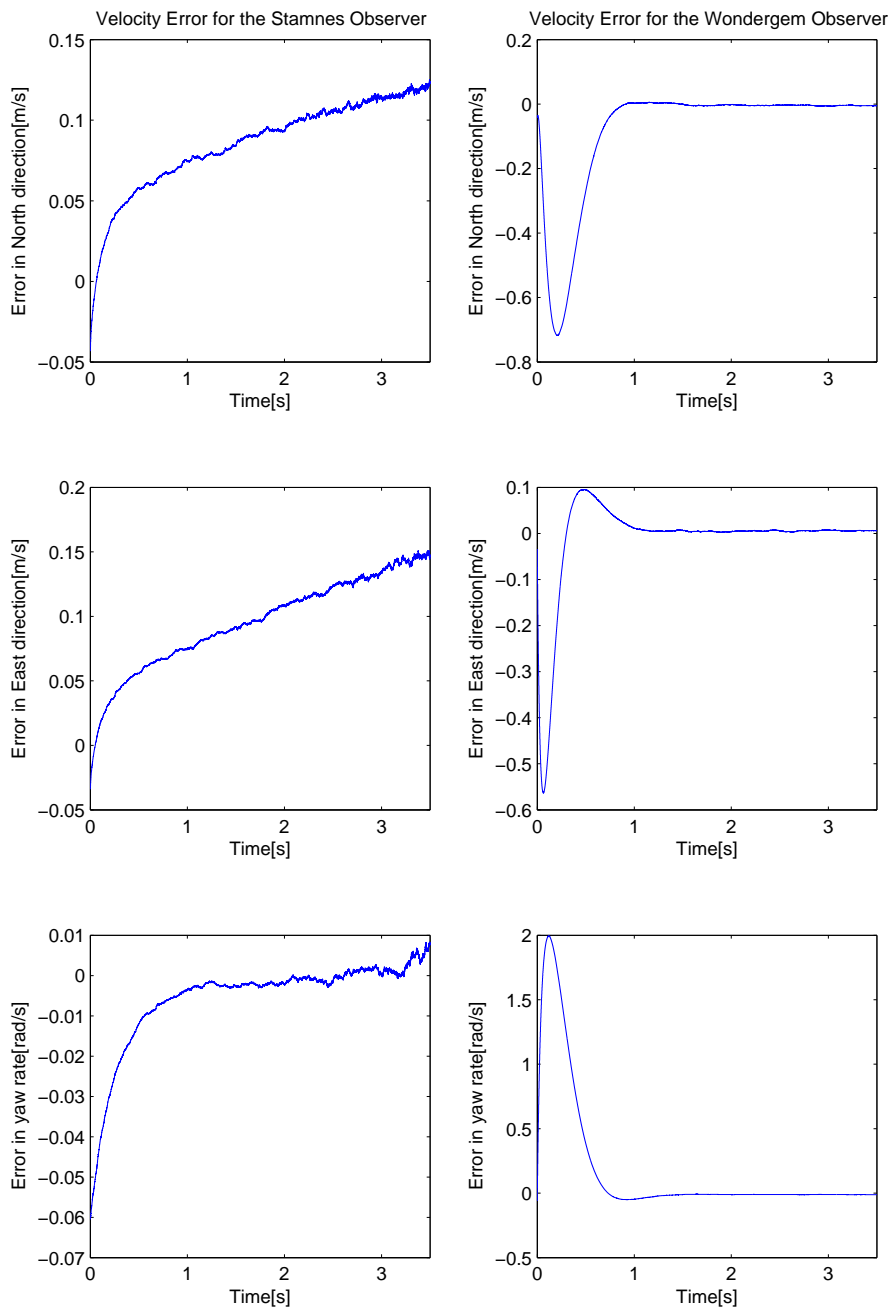 Velocity Error for the Stamnes Observer
0.15
0.1
0.05
0
−0.05
Error in North direction[m/s]
0 1 2 3
Time[s]
Velocity Error for the Wondergem Observer
0.2
0
−0.2
−0.4
−0.6
−0.8
Error in North direction[m/s]
0 1 2 3
Time[s]
0.2
0.15
0.1
0.05
0
−0.05
Error in East direction[m/s]
0 1 2 3
Time[s]
0.1
0
−0.1
−0.2
−0.3
−0.4
−0.5
−0.6
Error in East direction[m/s]
0 1 2 3
Time[s]
0.01
0
−0.01
−0.02
−0.03
−0.04
−0.05
−0.06
−0.07
Error in yaw rate[rad/s]
0 1 2 3
Time[s]
2
1.5
1
0.5
0
−0.5
Error in yaw rate[rad/s]
0 1 2 3
Time[s]